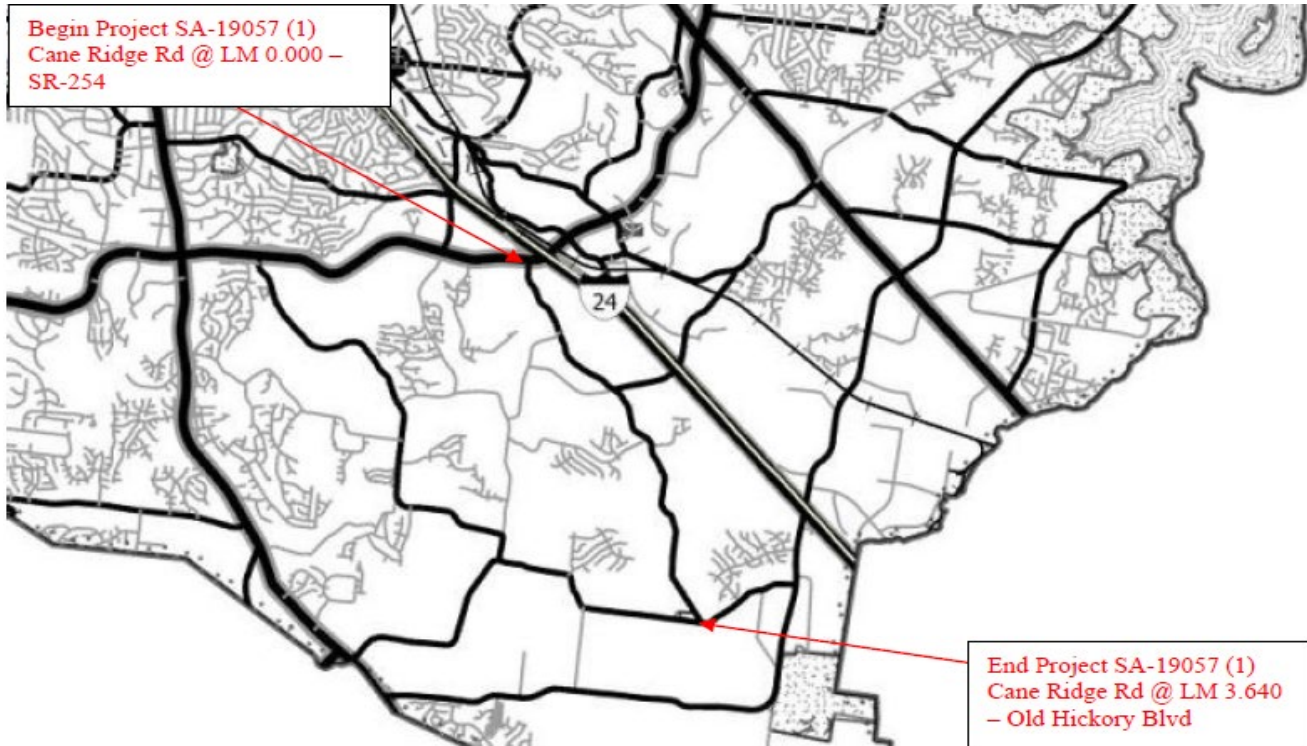 Begin Project SA-19057 (1)
Cane Ridge Rd @ LM 0.000 –
SR-254
24
End Project SA-19057 (1)
Cane Ridge Rd @ LM 3.640
– Old Hickory Blvd